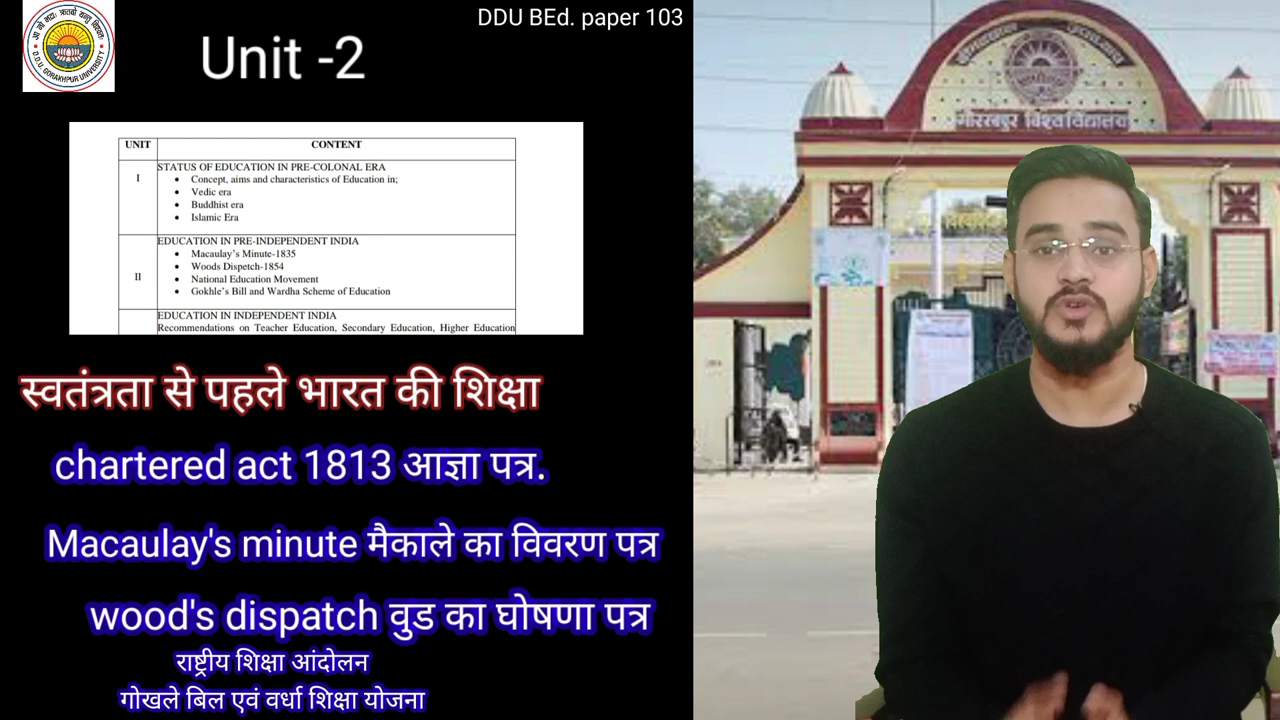 DDU BEd. paper 103
Unit -2
D.D.U. GORAKHPUR UNIVERSITY
UNIT CONTENT
I
STATUS OF EDUCATION IN PRE-COLONAL ERA
• Concept, aims and characteristics of Education in;
• Vedic era
• Buddhist era
• Islamic Era
II
EDUCATION IN PRE-INDEPENDENT INDIA
• Macaulay's Minute-1835
• Woods Dispetch-1854
• National Education Movement
• Gokhle's Bill and Wardha Scheme of Education
EDUCATION IN INDEPENDENT INDIA
Recommendations on Teacher Education, Secondary Education, Higher Education
स्वतंत्रता से पहले भारत की शिक्षा
chartered act 1813 आज्ञा पत्र.
Macaulay's minute मैकाले का विवरण पत्र
wood's dispatch वुड का घोषणा पत्र
राष्ट्रीय शिक्षा आंदोलन
गोखले बिल एवं वर्धा शिक्षा योजना
गोरखपुर विश्वविद्यालय